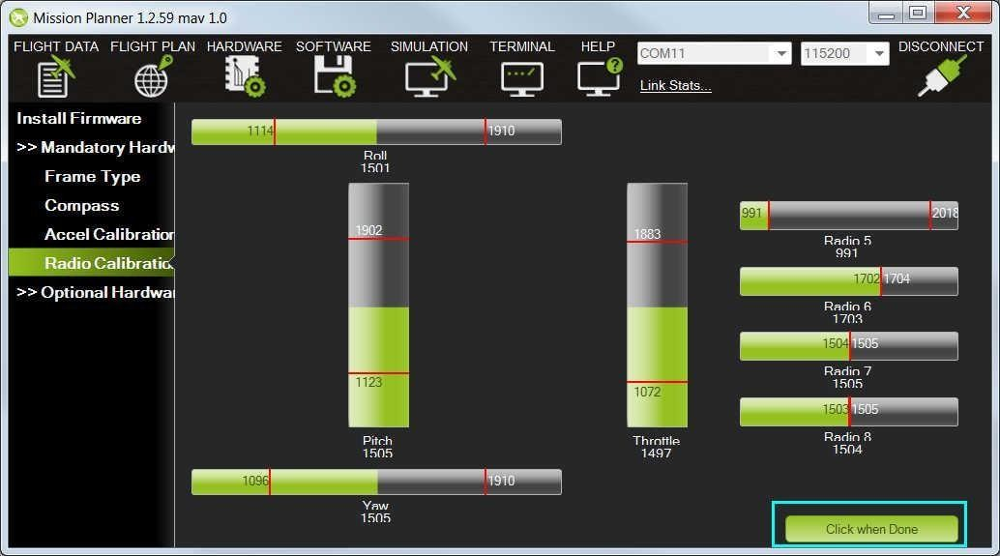 Mission Planner 1.2.59 mav 1.0
FLIGHT DATA FLIGHT PLAN HARDWARE SOFTWARE SIMULATION TERMINAL HELP COM11 115200 DISCONNECT
Link Stats...
Install Firmware
>> Mandatory Hardw
Frame Type
Compass
Accel Calibration
Radio Calibratio
>> Optional Hardwar
1114 1910
Roll
1501
1902
1123
Pitch
1505
1883
1072
Throttle
1497
1096 1910
Yaw
1505
991 2018
Radio 5
991
1702 1704
Radio 6
1703
1504 1505
Radio 7
1505
1503 1505
Radio 8
1504
Click when Done